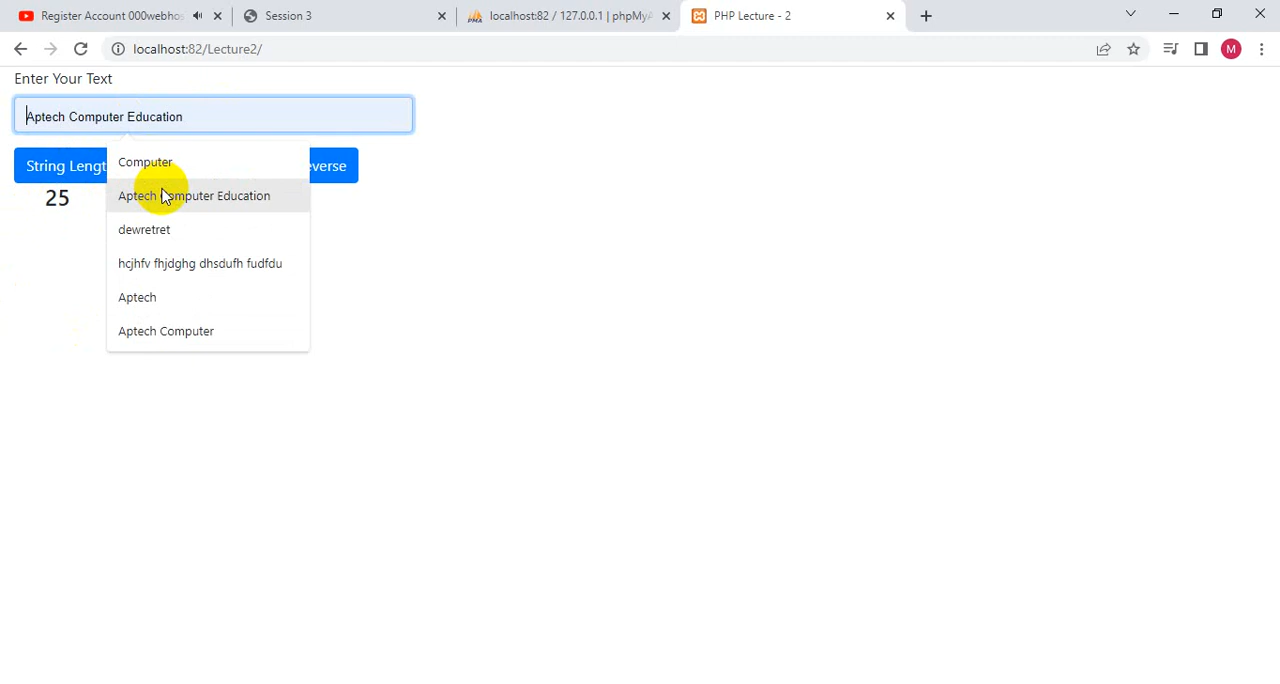 Register Account 000webhos
Session 3
localhost:82 / 127.0.0.1 | phpMyA
PHP Lecture - 2
localhost:82/Lecture2/
M
Enter Your Text
Aptech Computer Education
String Lengt
everse
25
Computer
Aptech Computer Education
dewretret
hcjhfv fhjdghg dhsdufh fudfdu
Aptech
Aptech Computer